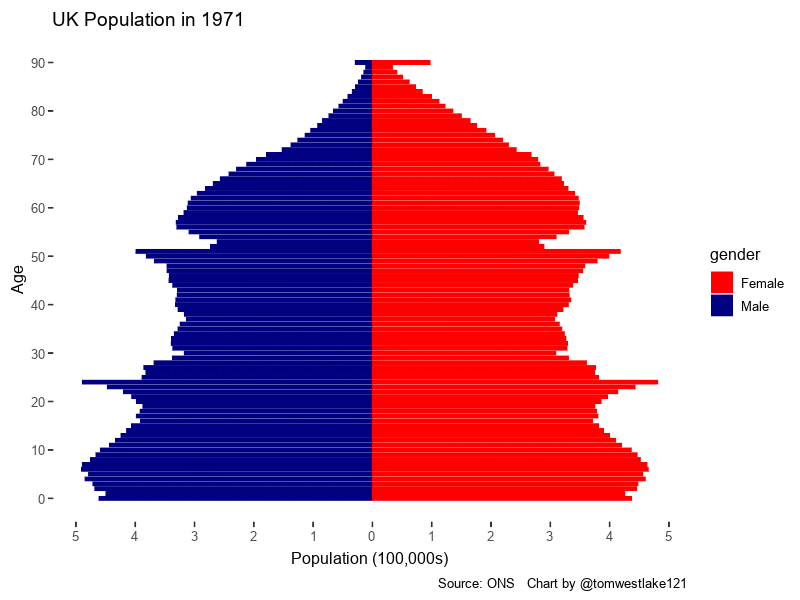 UK Population in 1971
90
80
70
60
50
40
30
20
10
0
Age
5 4 3 2 1 0 1 2 3 4 5
Population (100,000s)
gender
Female
Male
Source: ONS   Chart by @tomwestlake121